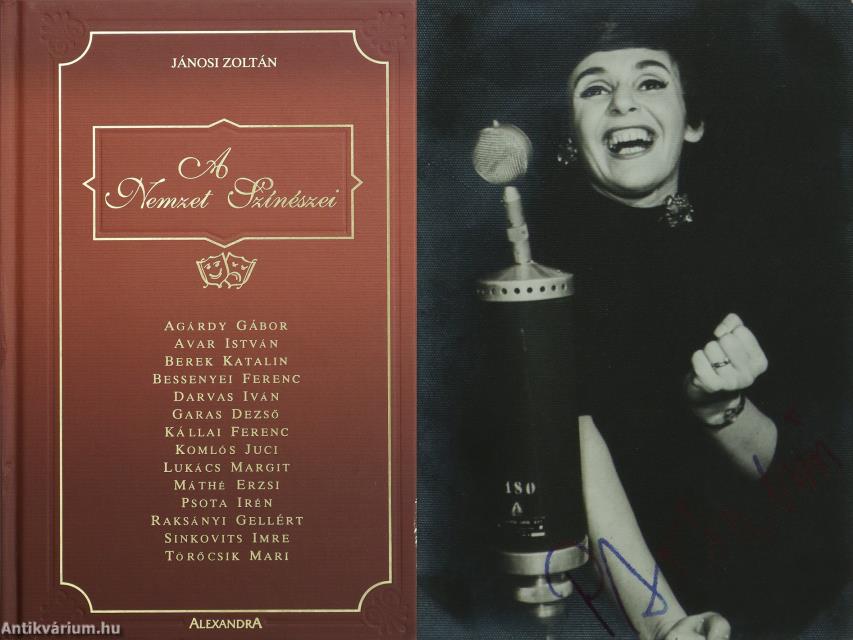 JÁNOSI ZOLTÁN
A
Nemzet Színészei
AGÁRDY GÁBOR
AVAR ISTVÁN
BEREK KATALIN
BESSENYEI FERENC
DARVAS IVÁN
GARAS DEZSŐ
KÁLLAI FERENC
KOMLÓS JUCI
LUKÁCS MARGIT
MÁTHÉ ERZSI
PSOTA IRÉN
RAKSÁNYI GELLÉRT
SINKOVITS IMRE
TÖRŐCSIK MARI
ALEXANDRA
180
A
Antikvárium.hu